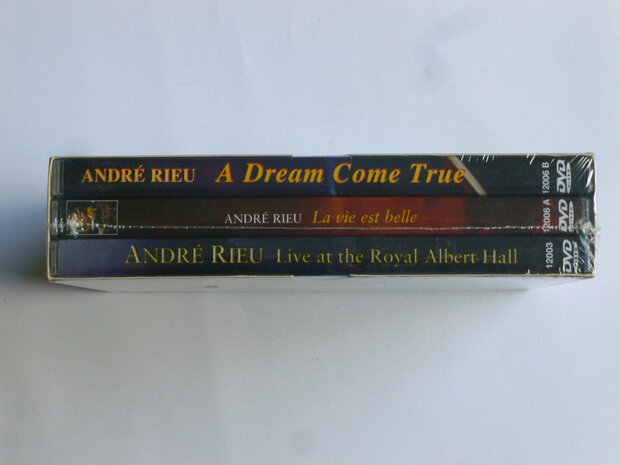 ANDRÉ RIEU A Dream Come True 12006 B DVD
ANDRÉ RIEU La vie est belle 12006 A DVD
ANDRÉ RIEU Live at the Royal Albert Hall 12003 DVD